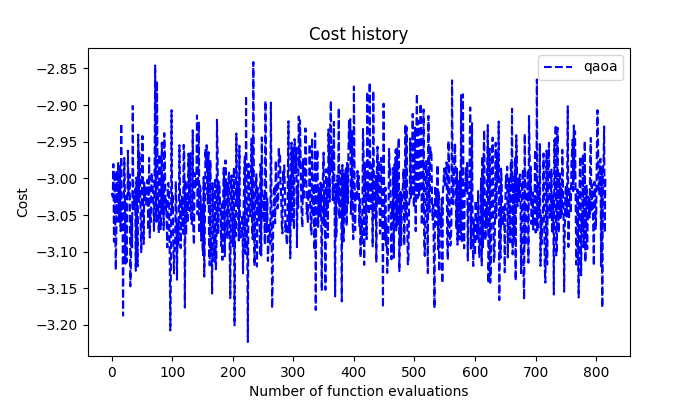 Cost history
qaoa
Cost
−2.85
−2.90
−2.95
−3.00
−3.05
−3.10
−3.15
−3.20
0 100 200 300 400 500 600 700 800
Number of function evaluations